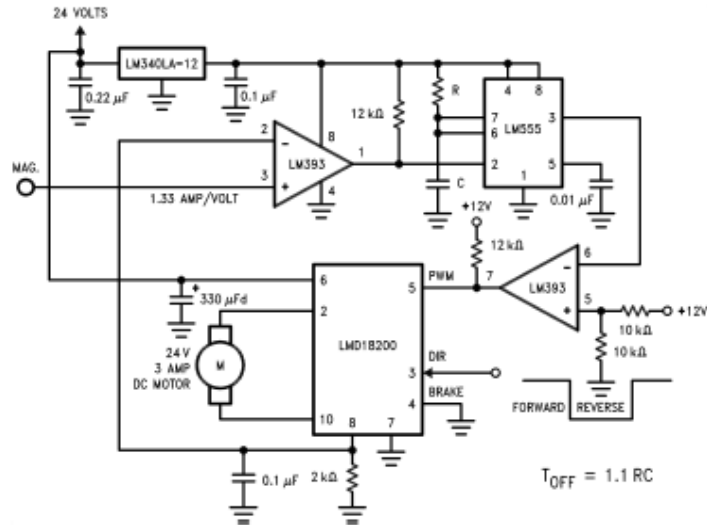 24 VOLTS
LM340LA-12
0.22 μF
0.1 μF
12 kΩ
R
4
8
7
6
LM555
3
2
5
1
C
0.01 μF
2
8
LM393
1
3
4
MAG.
1.33 AMP/VOLT
+12V
12 kΩ
6
LM393
7
5
+12V
10 kΩ
10 kΩ
PWM
6
5
+
330 μFd
2
LMD18200
24 V
3 AMP
DC MOTOR
M
DIR
3
BRAKE
4
10
8
7
FORWARD
REVERSE
0.1 μF
2 kΩ
T_OFF = 1.1 RC